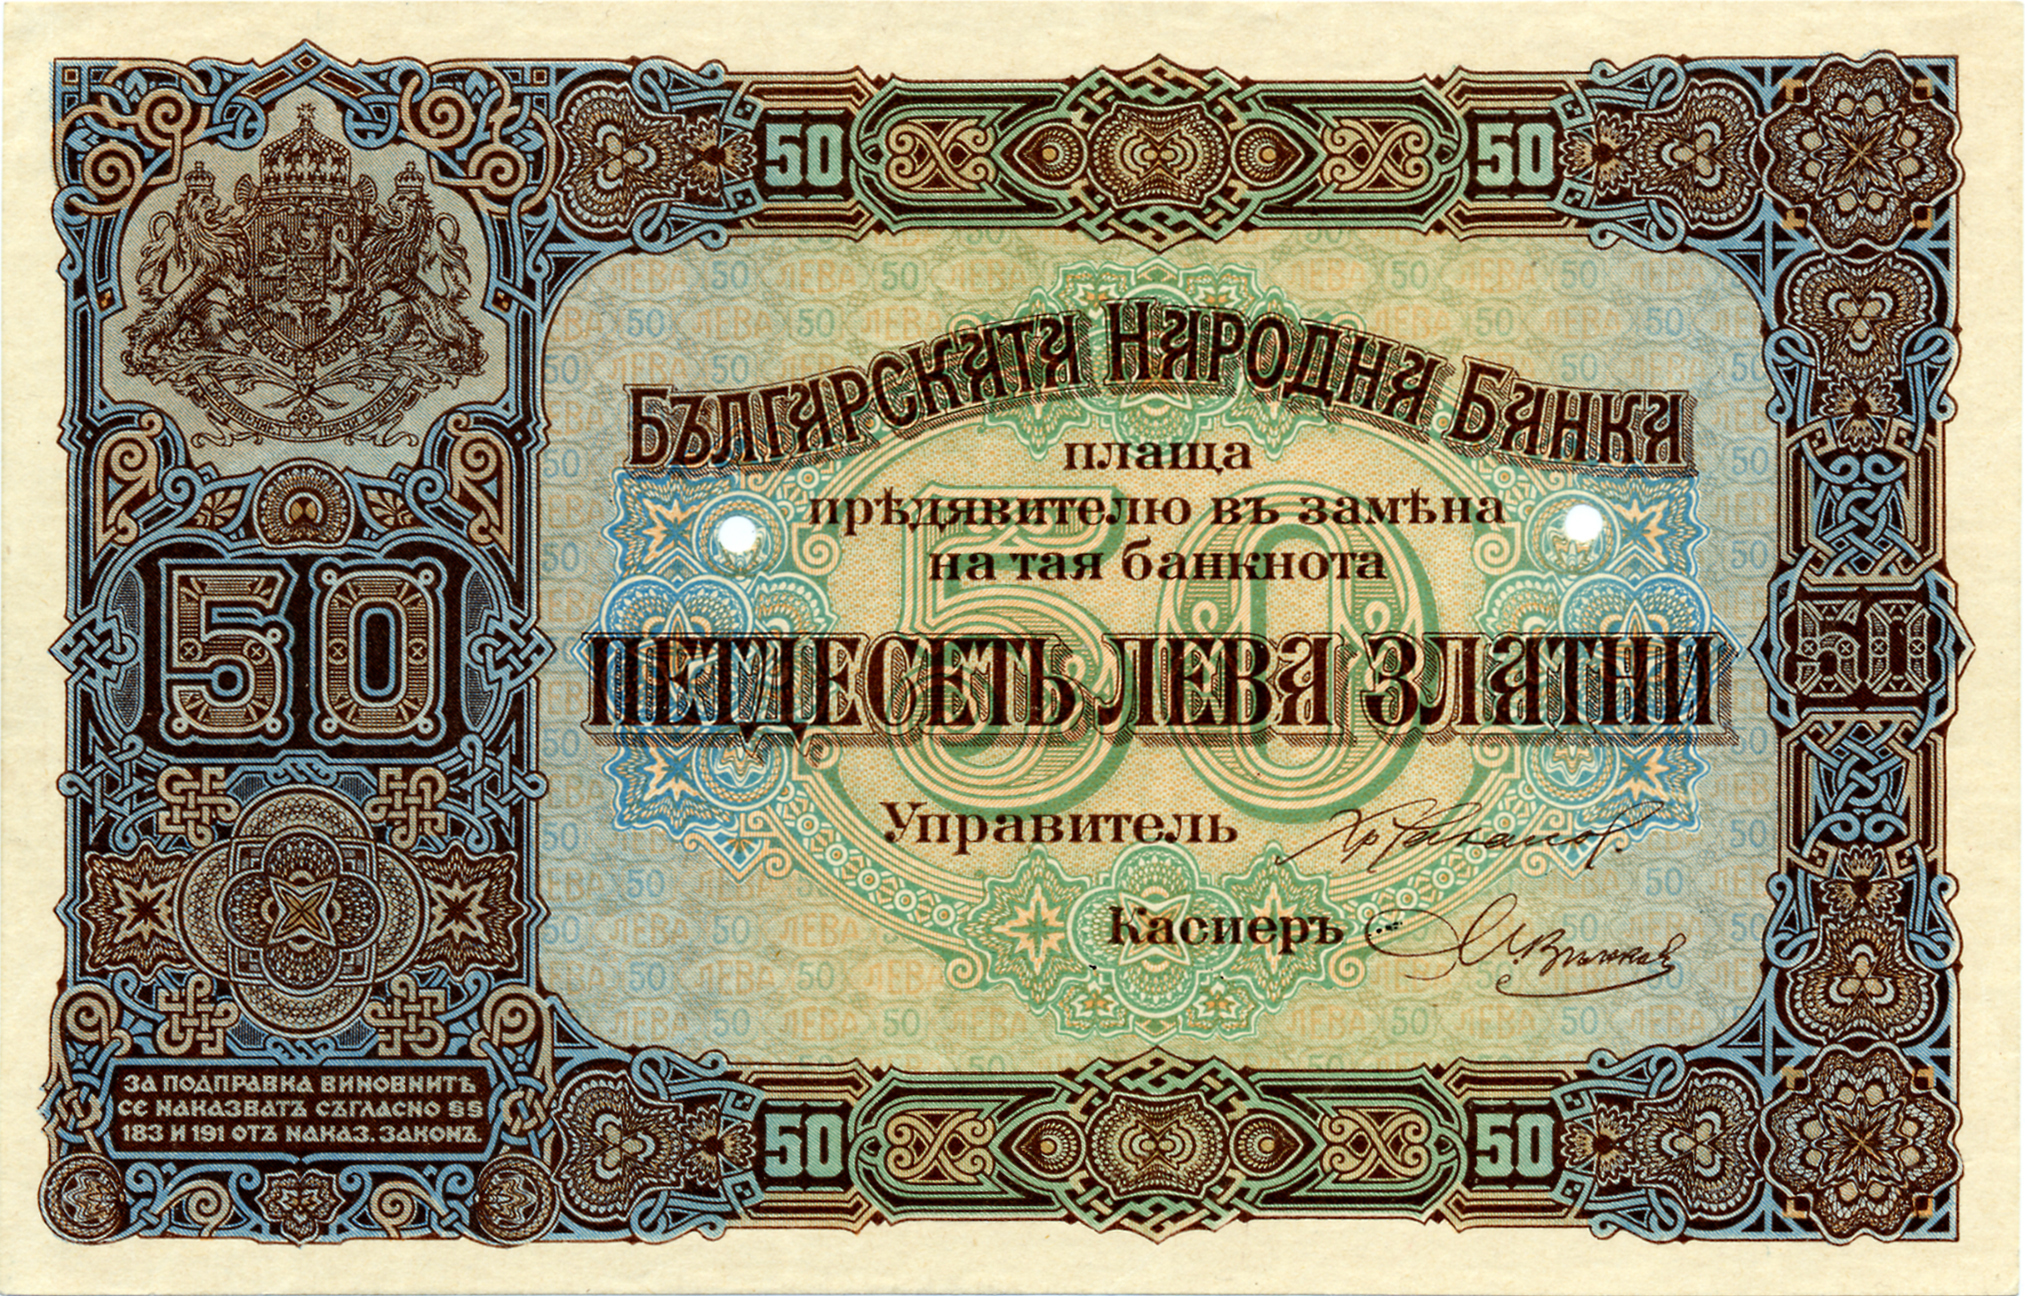 50
50
БЪЛГАРСКАТА НАРОДНА БАНКА
плаща
прѣдявителю въ замѣна
на тая банкнота
50
50
50
ПЕТДЕСЕТЬ ЛЕВА ЗЛАТНИ
Управитель
Касиеръ
ЗА ПОДПРАВКА ВИНОВНИТѢ
СЕ НАКАЗВАТЪ СЪГЛАСНО §§
183 И 191 ОТЪ НАКАЗ. ЗАКОНЪ.
50
50